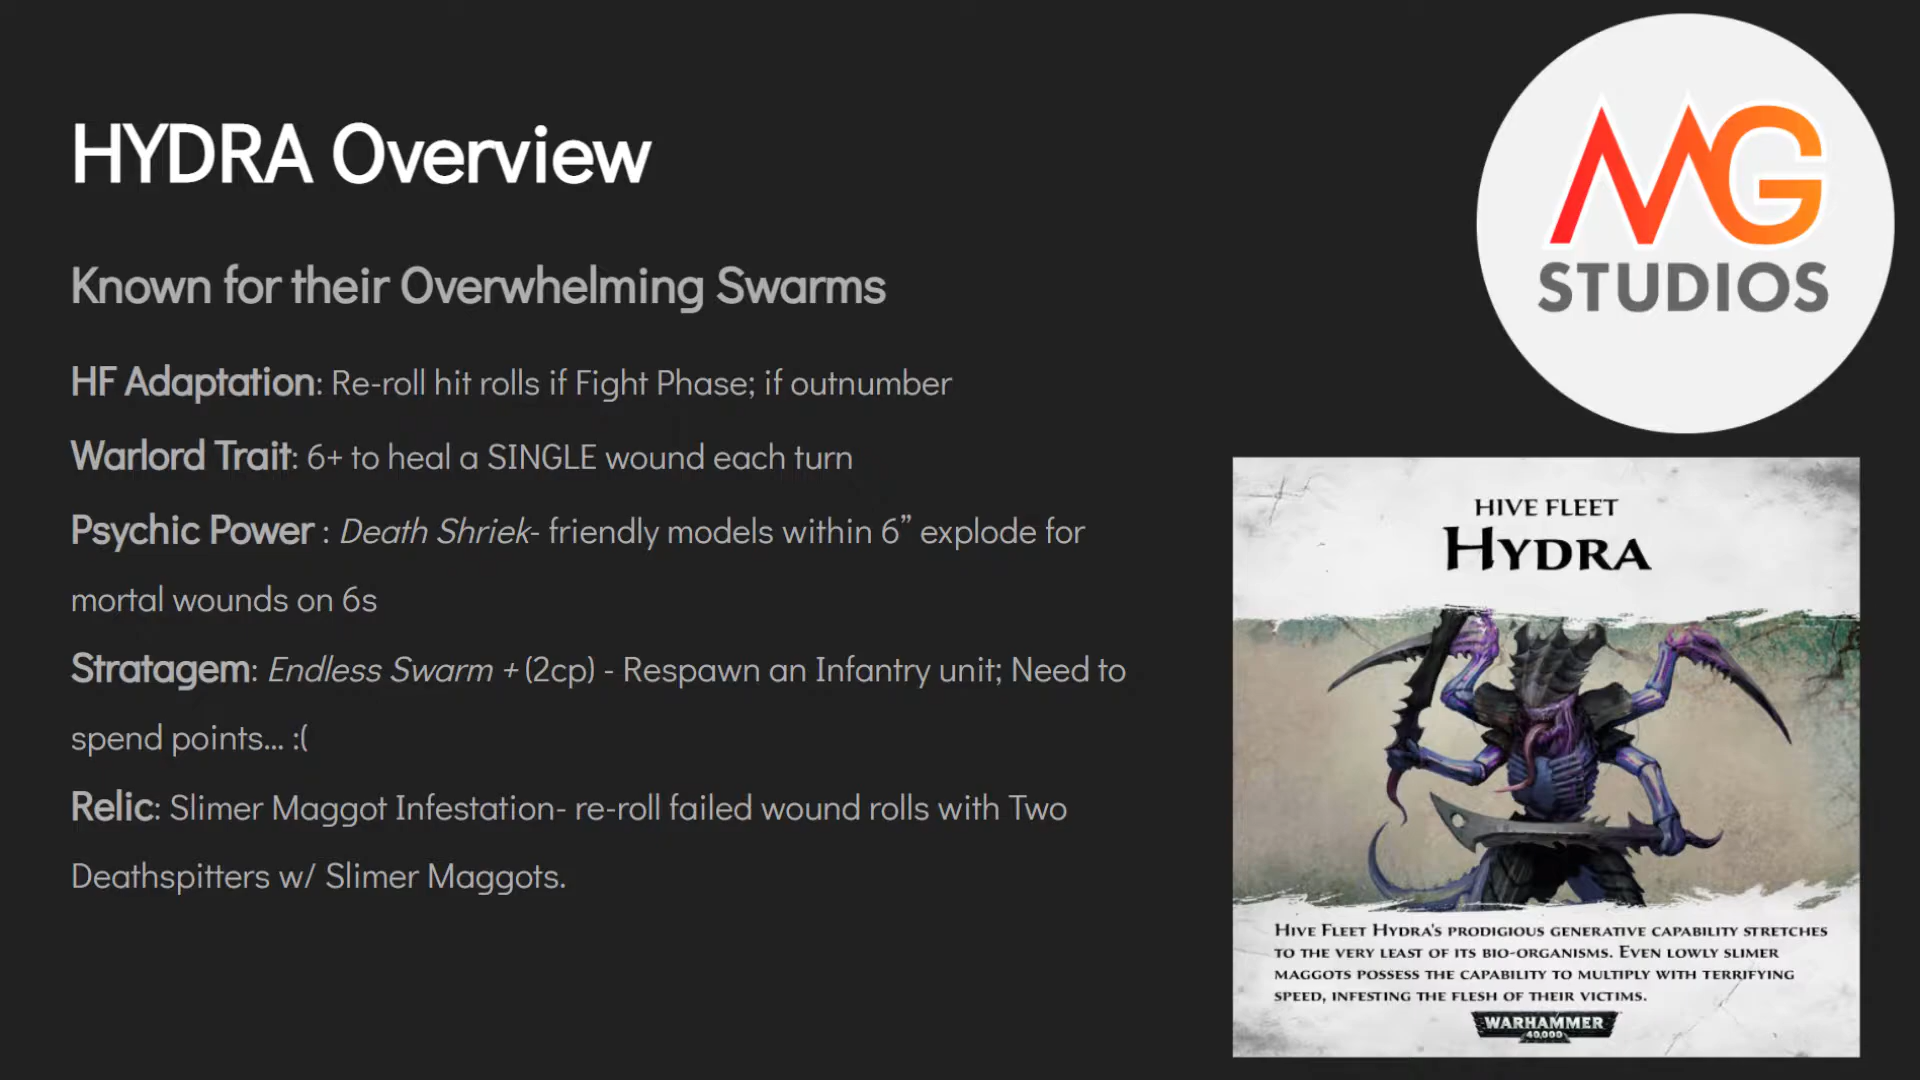 HYDRA Overview
Known for their Overwhelming Swarms
HF Adaptation: Re-roll hit rolls if Fight Phase; if outnumber
Warlord Trait: 6+ to heal a SINGLE wound each turn
Psychic Power : Death Shriek- friendly models within 6” explode for
mortal wounds on 6s
Stratagem: Endless Swarm + (2cp) - Respawn an Infantry unit; Need to
spend points... :(
Relic: Slimer Maggot Infestation- re-roll failed wound rolls with Two
Deathspitters w/ Slimer Maggots.
MG
STUDIOS
HIVE FLEET
HYDRA
HIVE FLEET HYDRA'S PRODIGIOUS GENERATIVE CAPABILITY STRETCHES
TO THE VERY LEAST OF ITS BIO-ORGANISMS. EVEN LOWLY SLIMER
MAGGOTS POSSESS THE CAPABILITY TO MULTIPLY WITH TERRIFYING
SPEED, INFESTING THE FLESH OF THEIR VICTIMS.
WARHAMMER
40,000